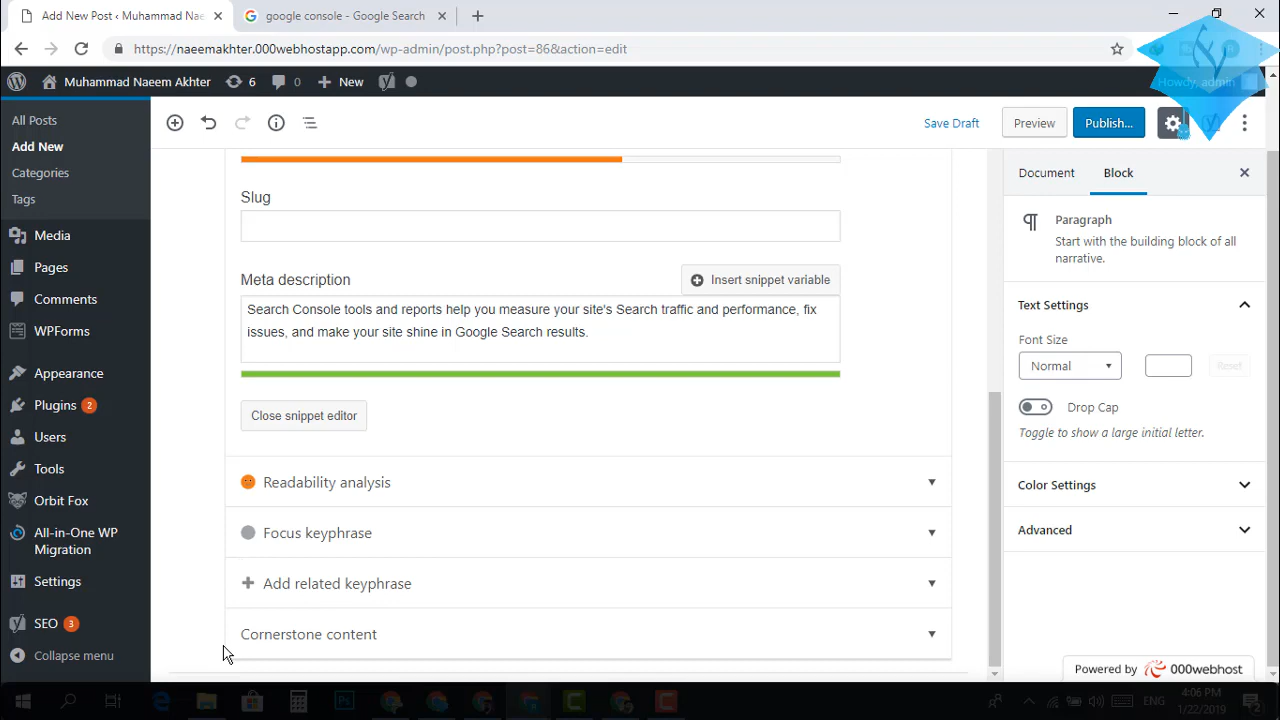 Add New Post ‹ Muhammad Nae
google console - Google Search
https://naeemakhter.000webhostapp.com/wp-admin/post.php?post=86&action=edit
Muhammad Naeem Akhter
6
0
New
Howdy, admin
All Posts
Add New
Categories
Tags
Media
Pages
Comments
WPForms
Appearance
Plugins 2
Users
Tools
Orbit Fox
All-in-One WP
Migration
Settings
SEO 3
Collapse menu
Save Draft
Preview
Publish...
Slug
Meta description
Insert snippet variable
Search Console tools and reports help you measure your site's Search traffic and performance, fix
issues, and make your site shine in Google Search results.
Close snippet editor
Readability analysis
Focus keyphrase
Add related keyphrase
Cornerstone content
Document
Block
Paragraph
Start with the building block of all
narrative.
Text Settings
Font Size
Normal
Reset
Drop Cap
Toggle to show a large initial letter.
Color Settings
Advanced
Powered by 000webhost
ENG
4:06 PM
1/22/2019
2